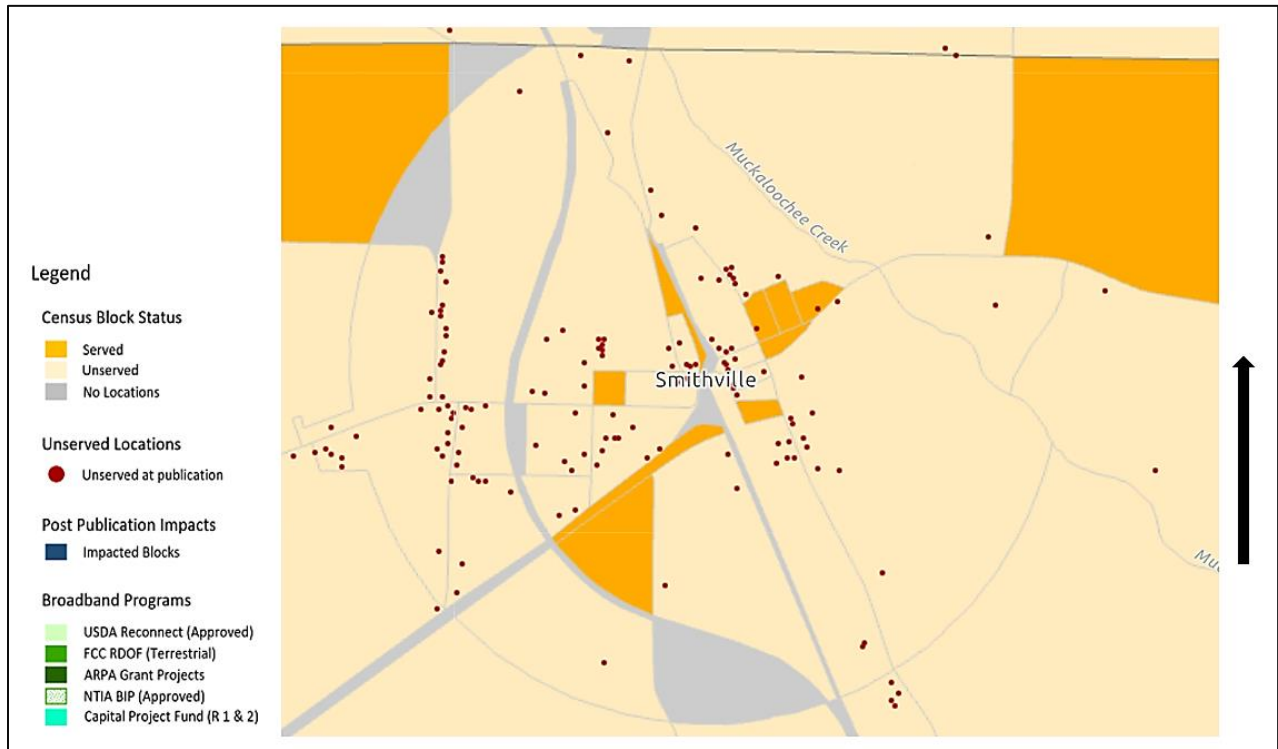 Legend
Census Block Status
Served
Unserved
No Locations
Unserved Locations
Unserved at publication
Post Publication Impacts
Impacted Blocks
Broadband Programs
USDA Reconnect (Approved)
FCC RDOF (Terrestrial)
ARPA Grant Projects
NTIA BIP (Approved)
Capital Project Fund (R 1 & 2)
Muckaloochee Creek
Smithville